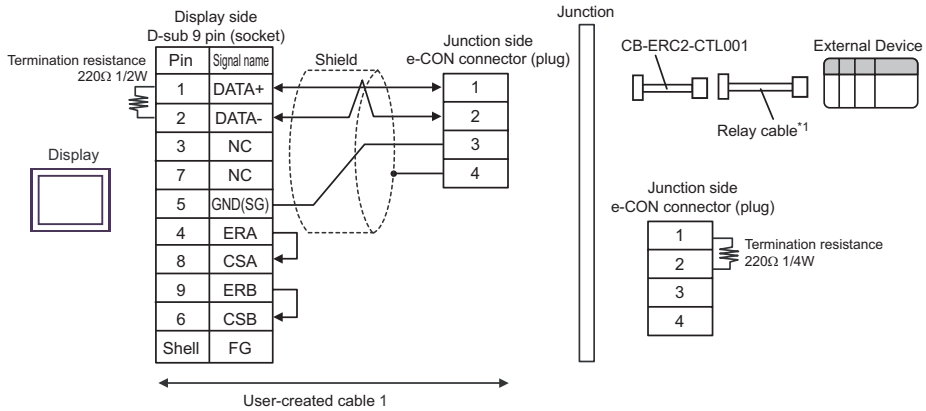 Display side
D-sub 9 pin (socket)
Termination resistance
220Ω 1/2W
Pin Signal name
1 DATA+
2 DATA-
3 NC
7 NC
5 GND(SG)
4 ERA
8 CSA
9 ERB
6 CSB
Shell FG
Display
Shield
Junction side
e-CON connector (plug)
1
2
3
4
User-created cable 1
Junction
CB-ERC2-CTL001
External Device
Relay cable*1
Junction side
e-CON connector (plug)
1
2
3
4
Termination resistance
220Ω 1/4W